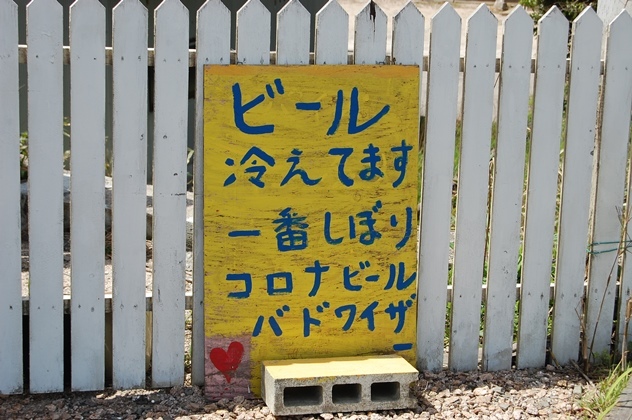 ビール
冷えてます
一番しぼり
コロナビール
バドワイザ
ー